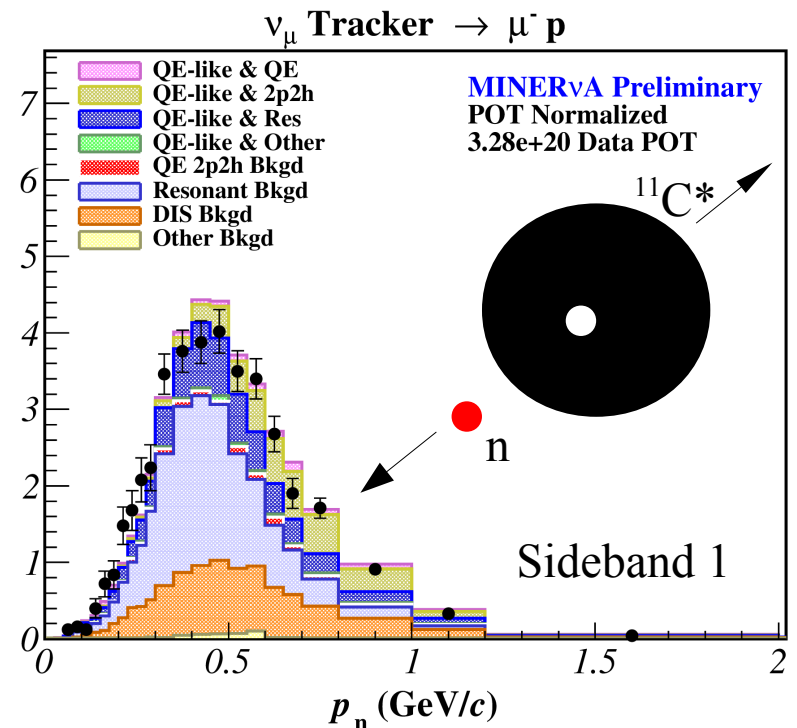 ν_μ Tracker → μ⁻ p
QE-like & QE
QE-like & 2p2h
QE-like & Res
QE-like & Other
QE 2p2h Bkgd
Resonant Bkgd
DIS Bkgd
Other Bkgd
MINERνA Preliminary
POT Normalized
3.28e+20 Data POT
¹¹C*
n
Sideband 1
7
6
5
4
3
2
1
0
0 0.5 1 1.5 2
p_n (GeV/c)